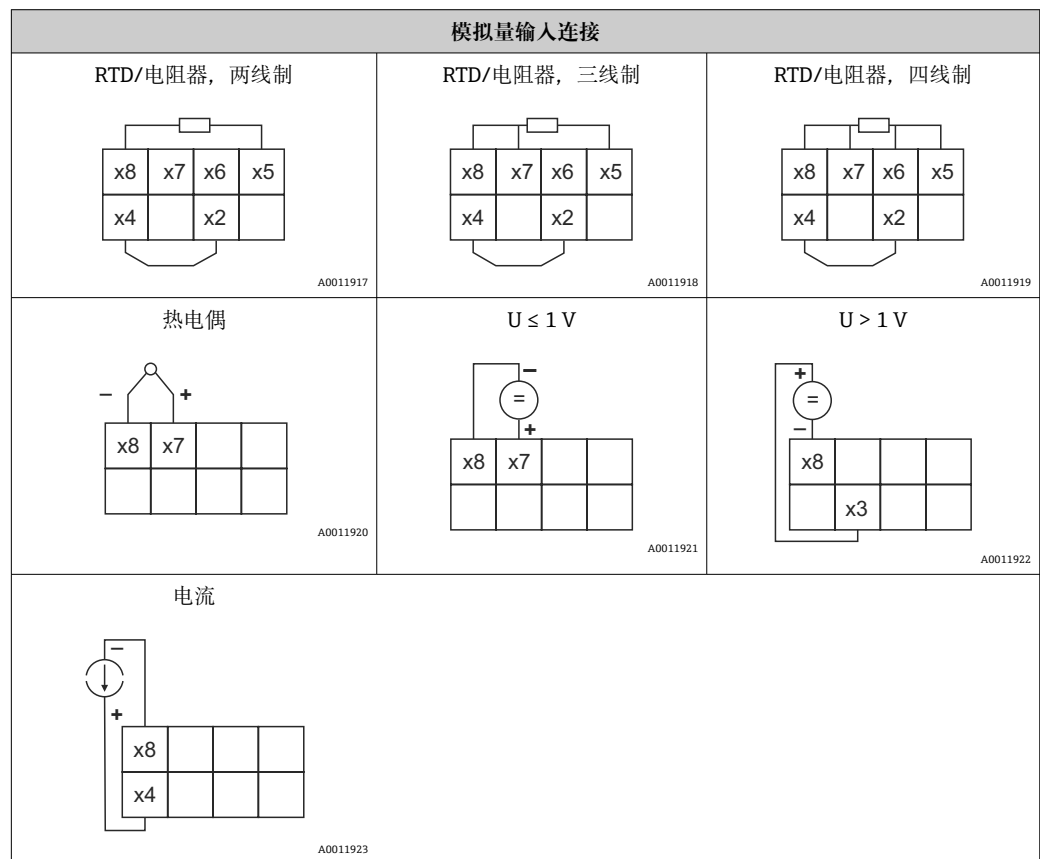 模拟量输入连接
RTD/电阻器，两线制
x8 x7 x6 x5
x4 x2
A0011917
RTD/电阻器，三线制
x8 x7 x6 x5
x4 x2
A0011918
RTD/电阻器，四线制
x8 x7 x6 x5
x4 x2
A0011919
热电偶
− +
x8 x7
A0011920
U ≤ 1 V
−
=
+
x8 x7
A0011921
U > 1 V
+
=
−
x8
x3
A0011922
电流
−
+
x8
x4
A0011923